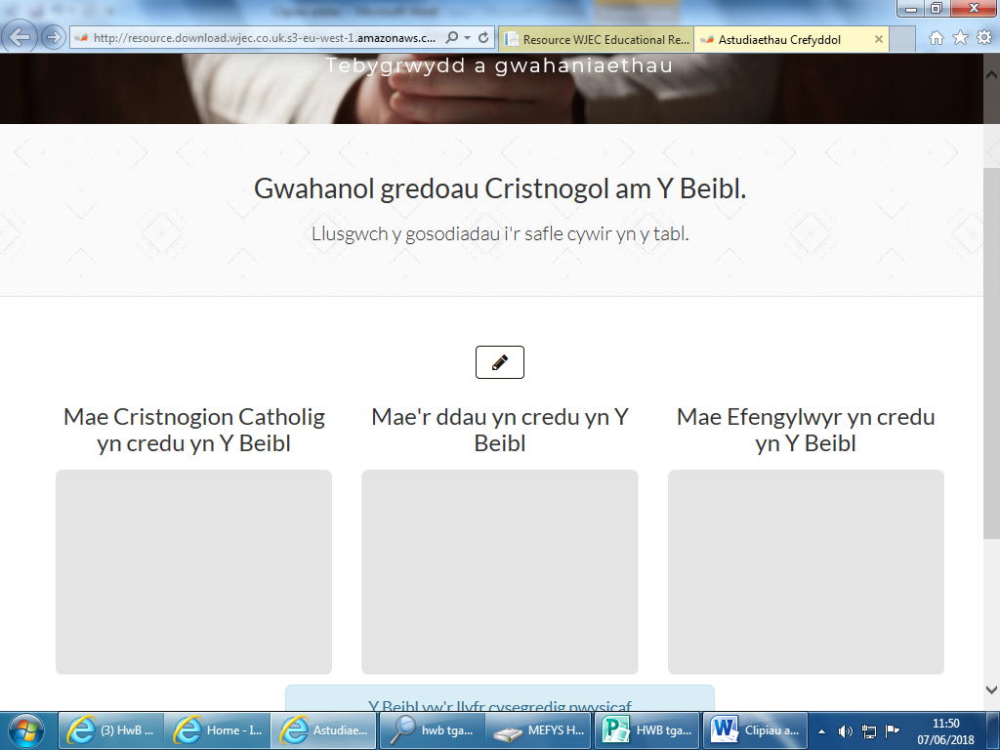 http://resource.download.wjec.co.uk.s3-eu-west-1.amazonaws.c...
Resource WJEC Educational Re...
Astudiaethau Crefyddol
Tebygrwydd a gwahaniaethau
Gwahanol gredoau Cristnogol am Y Beibl.
Llusgwch y gosodiadau i'r safle cywir yn y tabl.
Mae Cristnogion Catholig
yn credu yn Y Beibl
Mae'r ddau yn credu yn Y
Beibl
Mae Efengylwyr yn credu
yn Y Beibl
Y Beibl yw'r llyfr cysegredig pwysicaf
(3) HwB ...
Home - I...
Astudiae...
hwb tga...
MEFYS H...
HWB tga...
Clipiau a...
11:50
07/06/2018